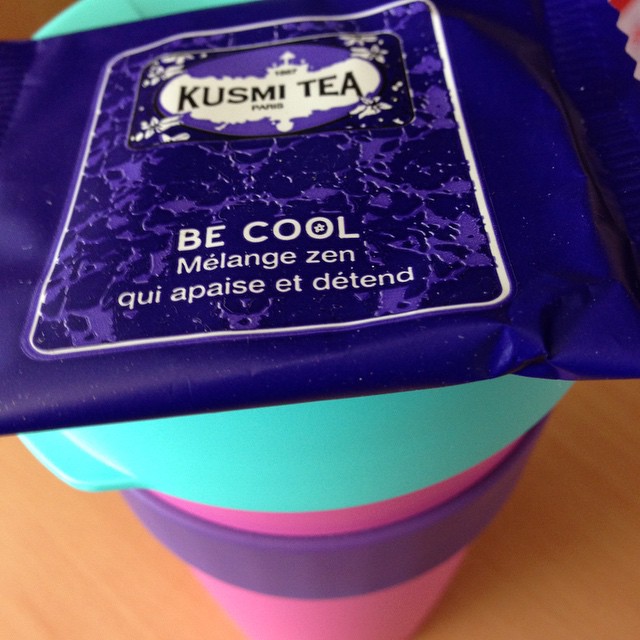 1867
KUSMI TEA
PARIS
BE COOL
Mélange zen
qui apaise et détend